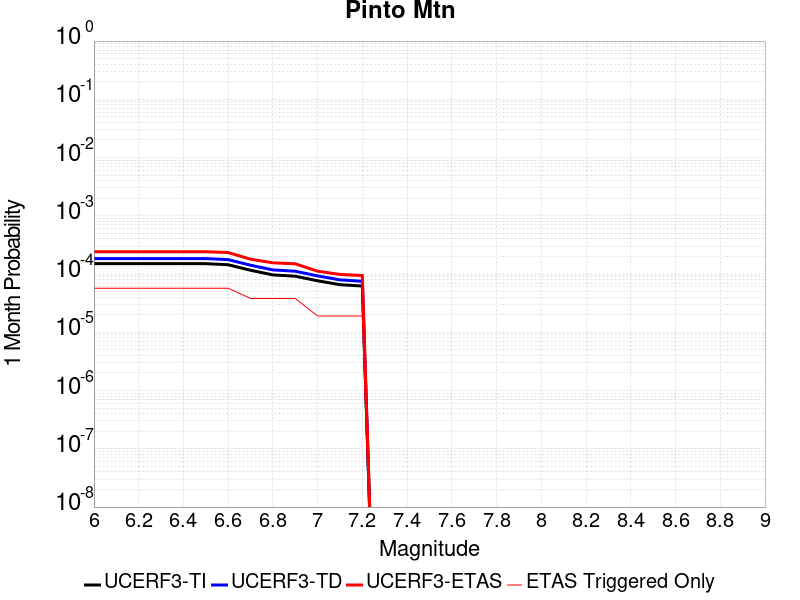 Pinto Mtn
1 Month Probability
10^0
10^-1
10^-2
10^-3
10^-4
10^-5
10^-6
10^-7
10^-8
6 6.2 6.4 6.6 6.8 7 7.2 7.4 7.6 7.8 8 8.2 8.4 8.6 8.8 9
Magnitude
UCERF3-TI UCERF3-TD UCERF3-ETAS ETAS Triggered Only